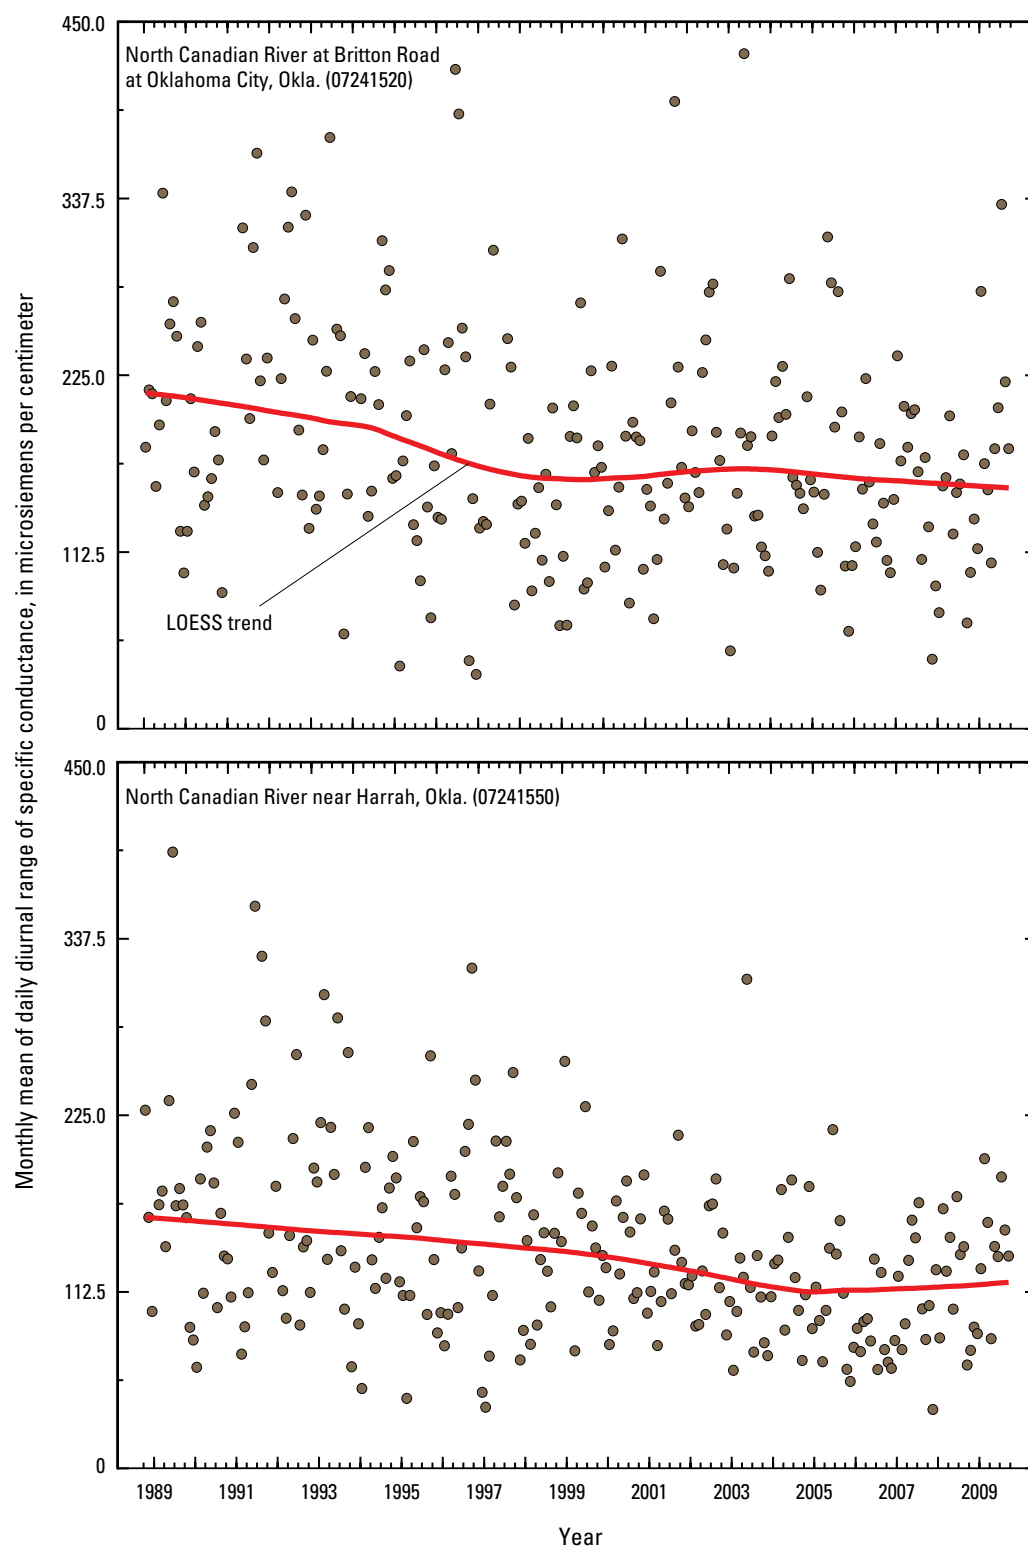 450.0
North Canadian River at Britton Road
at Oklahoma City, Okla. (07241520)
337.5
225.0
112.5
LOESS trend
0
Monthly mean of daily diurnal range of specific conductance, in microsiemens per centimeter
450.0
North Canadian River near Harrah, Okla. (07241550)
337.5
225.0
112.5
0
1989 1991 1993 1995 1997 1999 2001 2003 2005 2007 2009
Year